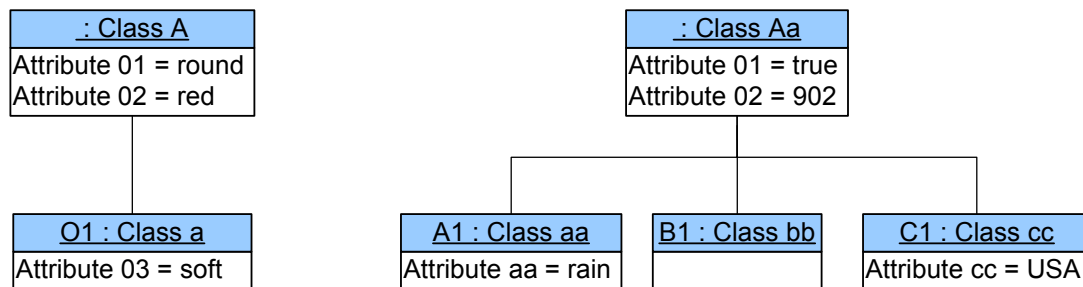 : Class A
Attribute 01 = round
Attribute 02 = red
O1 : Class a
Attribute 03 = soft
: Class Aa
Attribute 01 = true
Attribute 02 = 902
A1 : Class aa
Attribute aa = rain
B1 : Class bb
C1 : Class cc
Attribute cc = USA